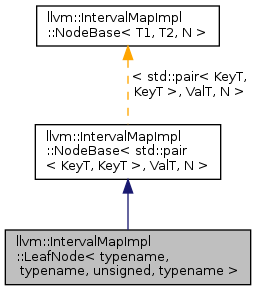 llvm::IntervalMapImpl
::NodeBase< T1, T2, N >
< std::pair< KeyT,
KeyT >, ValT, N >
llvm::IntervalMapImpl
::NodeBase< std::pair
< KeyT, KeyT >, ValT, N >
llvm::IntervalMapImpl
::LeafNode< typename,
typename, unsigned, typename >